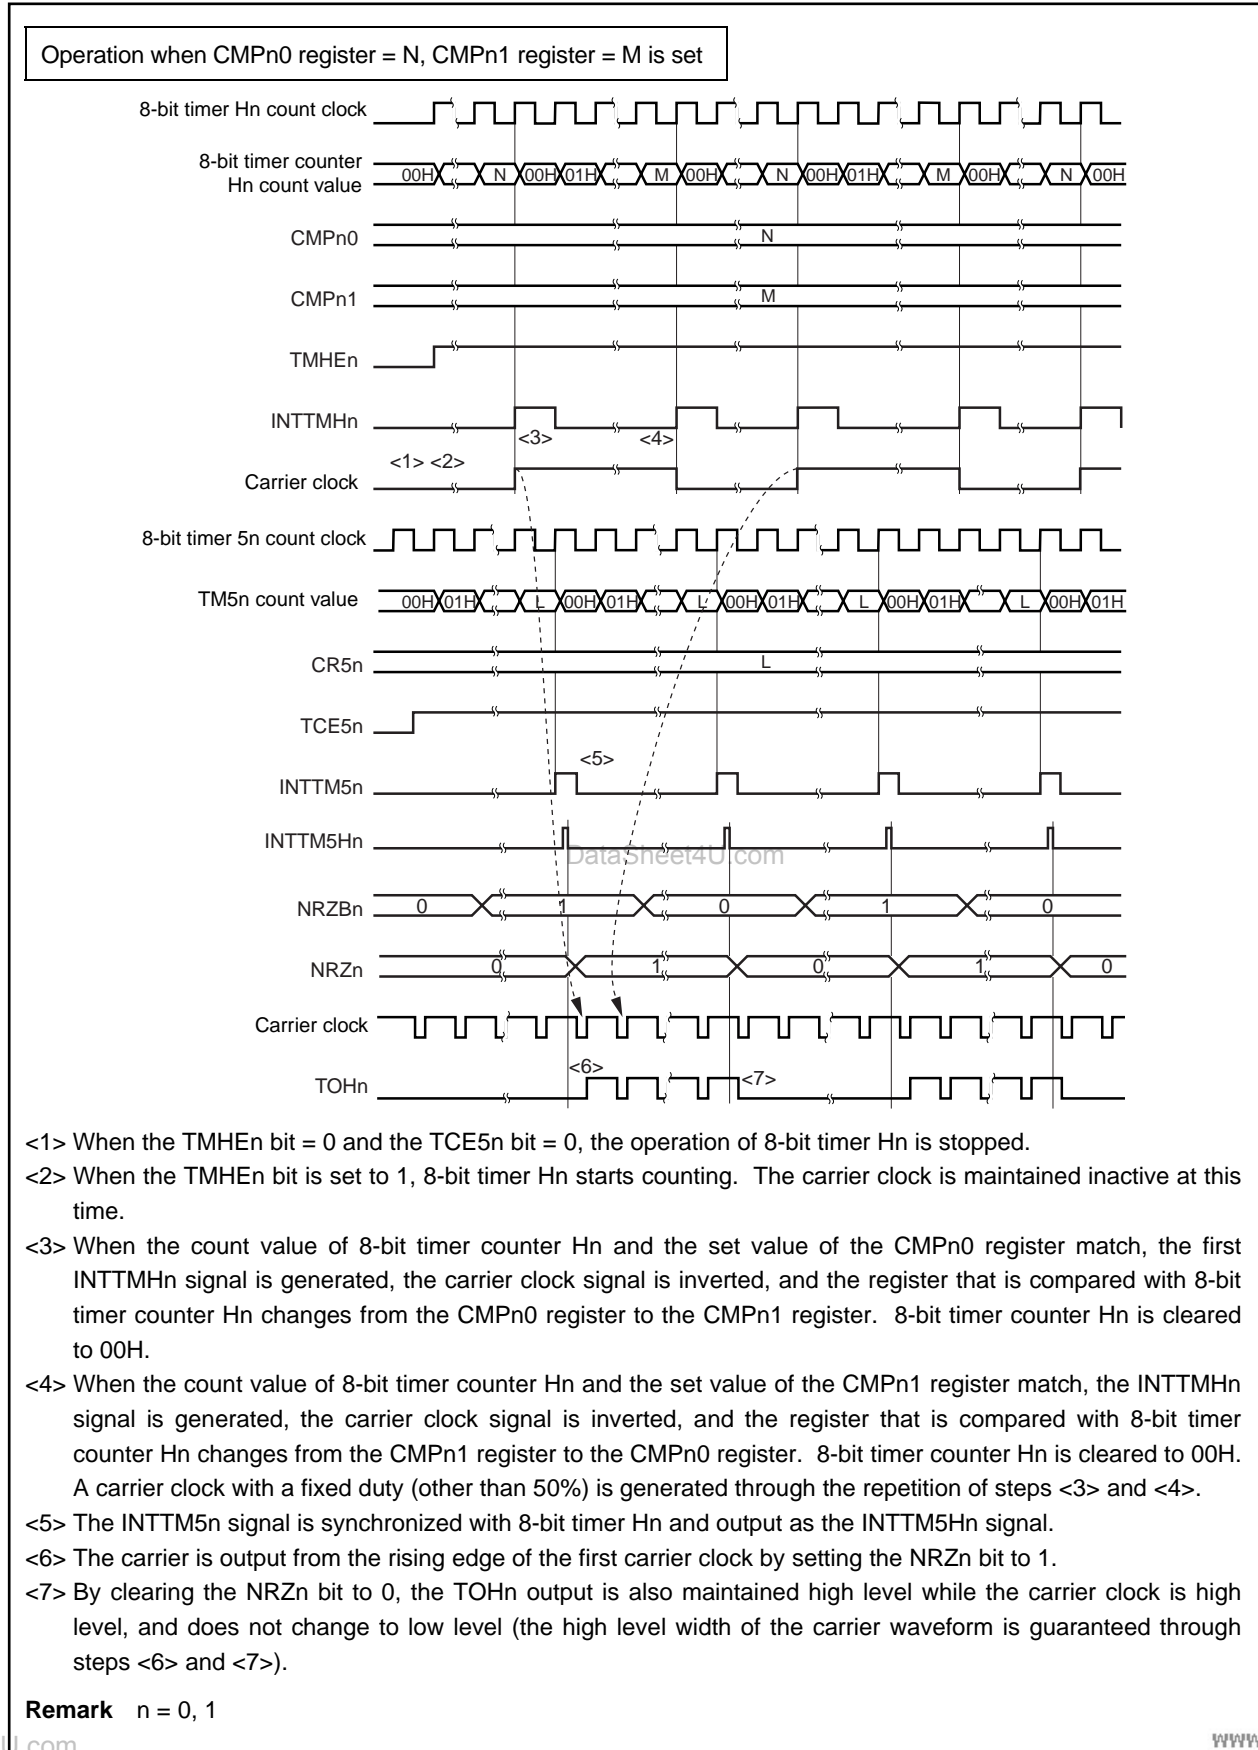 Operation when CMPn0 register = N, CMPn1 register = M is set
8-bit timer Hn count clock
8-bit timer counter
Hn count value
00H N 00H 01H M 00H N 00H 01H M 00H N 00H
CMPn0
N
CMPn1
M
TMHEn
INTTMHn
<3> <4>
<1> <2>
Carrier clock
8-bit timer 5n count clock
TM5n count value
00H 01H L 00H 01H L 00H 01H L 00H 01H L 00H 01H
CR5n
L
TCE5n
<5>
INTTM5n
INTTM5Hn
DataSheet4U.com
NRZBn
0 1 0 1 0
NRZn
0 1 0 1 0
Carrier clock
<6> <7>
TOHn
<1> When the TMHEn bit = 0 and the TCE5n bit = 0, the operation of 8-bit timer Hn is stopped.
<2> When the TMHEn bit is set to 1, 8-bit timer Hn starts counting. The carrier clock is maintained inactive at this
time.
<3> When the count value of 8-bit timer counter Hn and the set value of the CMPn0 register match, the first
INTTMHn signal is generated, the carrier clock signal is inverted, and the register that is compared with 8-bit
timer counter Hn changes from the CMPn0 register to the CMPn1 register. 8-bit timer counter Hn is cleared
to 00H.
<4> When the count value of 8-bit timer counter Hn and the set value of the CMPn1 register match, the INTTMHn
signal is generated, the carrier clock signal is inverted, and the register that is compared with 8-bit timer
counter Hn changes from the CMPn1 register to the CMPn0 register. 8-bit timer counter Hn is cleared to 00H.
A carrier clock with a fixed duty (other than 50%) is generated through the repetition of steps <3> and <4>.
<5> The INTTM5n signal is synchronized with 8-bit timer Hn and output as the INTTM5Hn signal.
<6> The carrier is output from the rising edge of the first carrier clock by setting the NRZn bit to 1.
<7> By clearing the NRZn bit to 0, the TOHn output is also maintained high level while the carrier clock is high
level, and does not change to low level (the high level width of the carrier waveform is guaranteed through
steps <6> and <7>).
Remark n = 0, 1
U.com